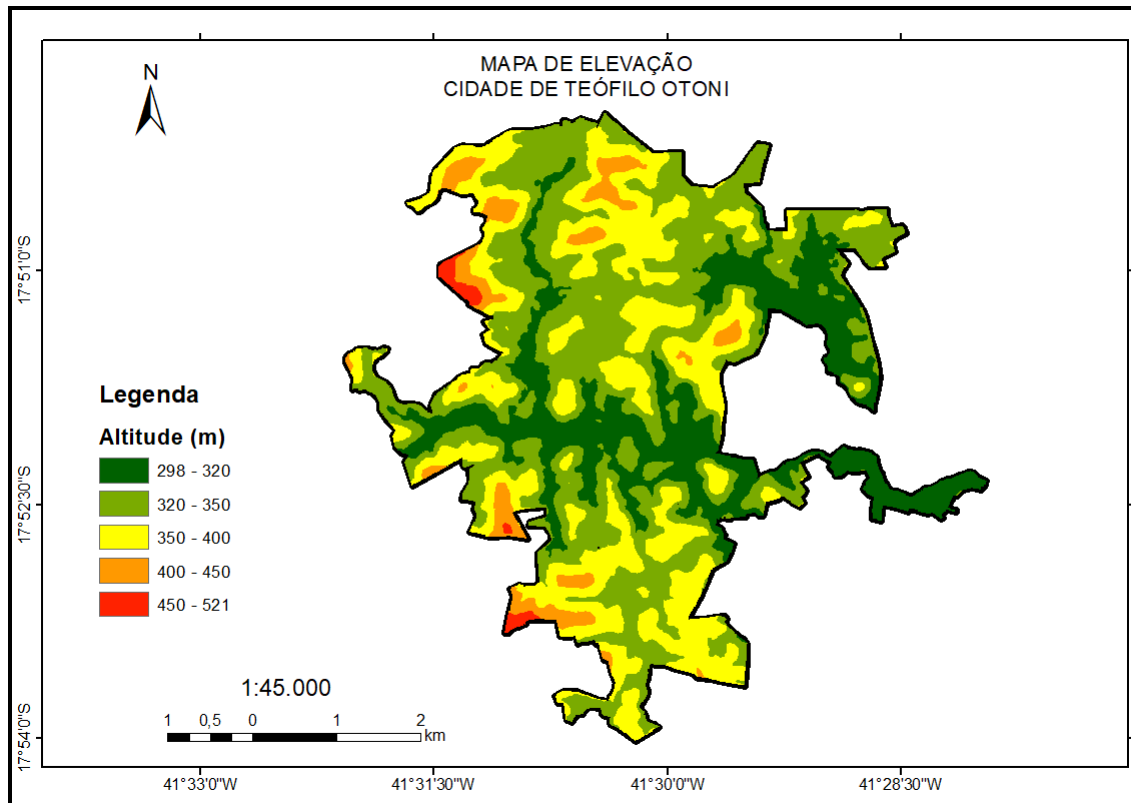 MAPA DE ELEVAÇÃO
CIDADE DE TEÓFILO OTONI
N
17°51'0"S
17°52'30"S
17°54'0"S
Legenda
Altitude (m)
298 - 320
320 - 350
350 - 400
400 - 450
450 - 521
1:45.000
1 0,5 0 1 2
km
41°33'0"W 41°31'30"W 41°30'0"W 41°28'30"W